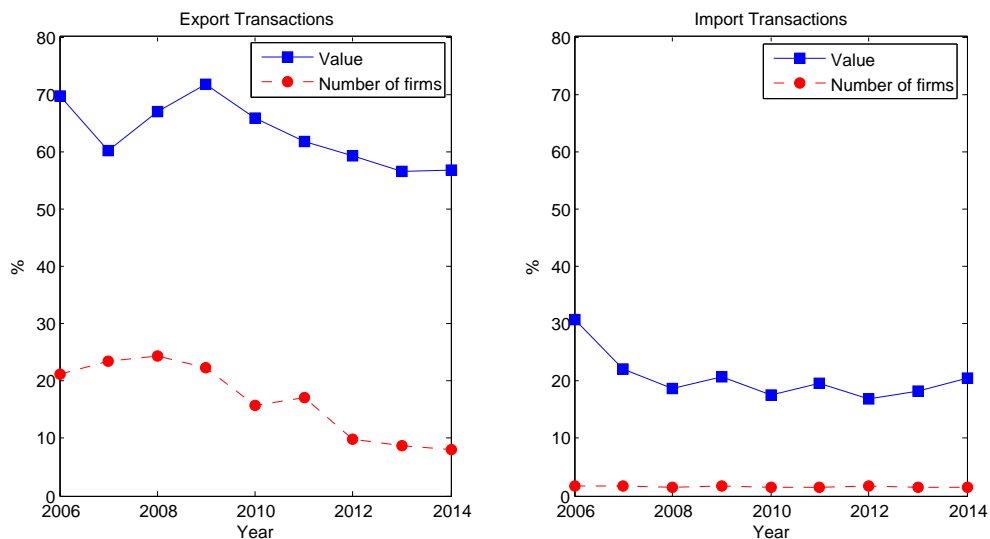 Export Transactions
80
70
60
50
40
30
20
10
0
%
2006 2008 2010 2012 2014
Year
Value
Number of firms
Import Transactions
80
70
60
50
40
30
20
10
0
%
2006 2008 2010 2012 2014
Year
Value
Number of firms